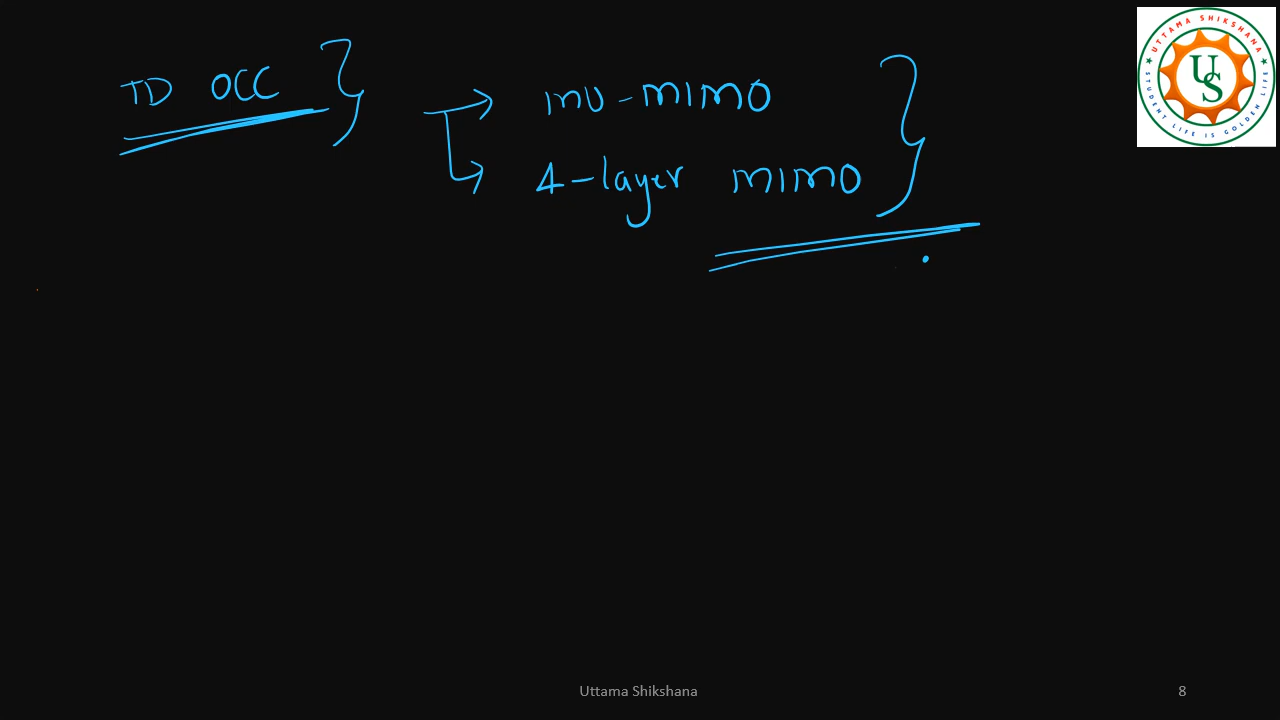 TD OCC
MU-MIMO
4-layer MIMO
UTTAMA SHIKSHANA
US
STUDENT LIFE IS GOLDEN LIFE
Uttama Shikshana
8